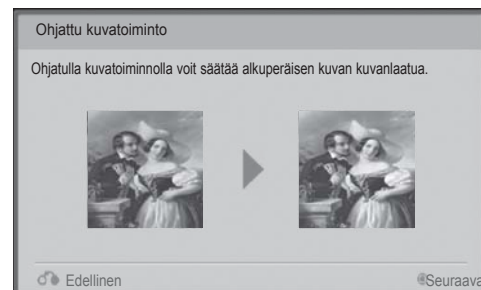 Ohjattu kuvatoiminto
Ohjatulla kuvatoiminnolla voit säätää alkuperäisen kuvan kuvanlaatua.
Edellinen
Seuraava